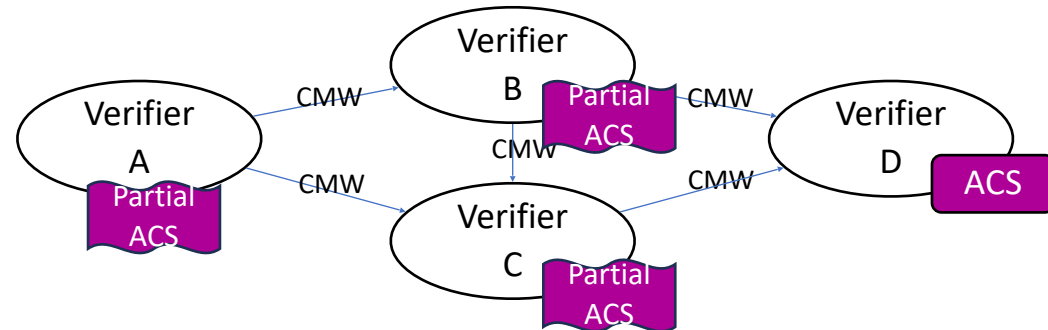 Verifier
B
CMW
Partial
ACS
CMW
Verifier
A
Partial
ACS
CMW
Verifier
D
ACS
CMW
CMW
Verifier
C
Partial
ACS